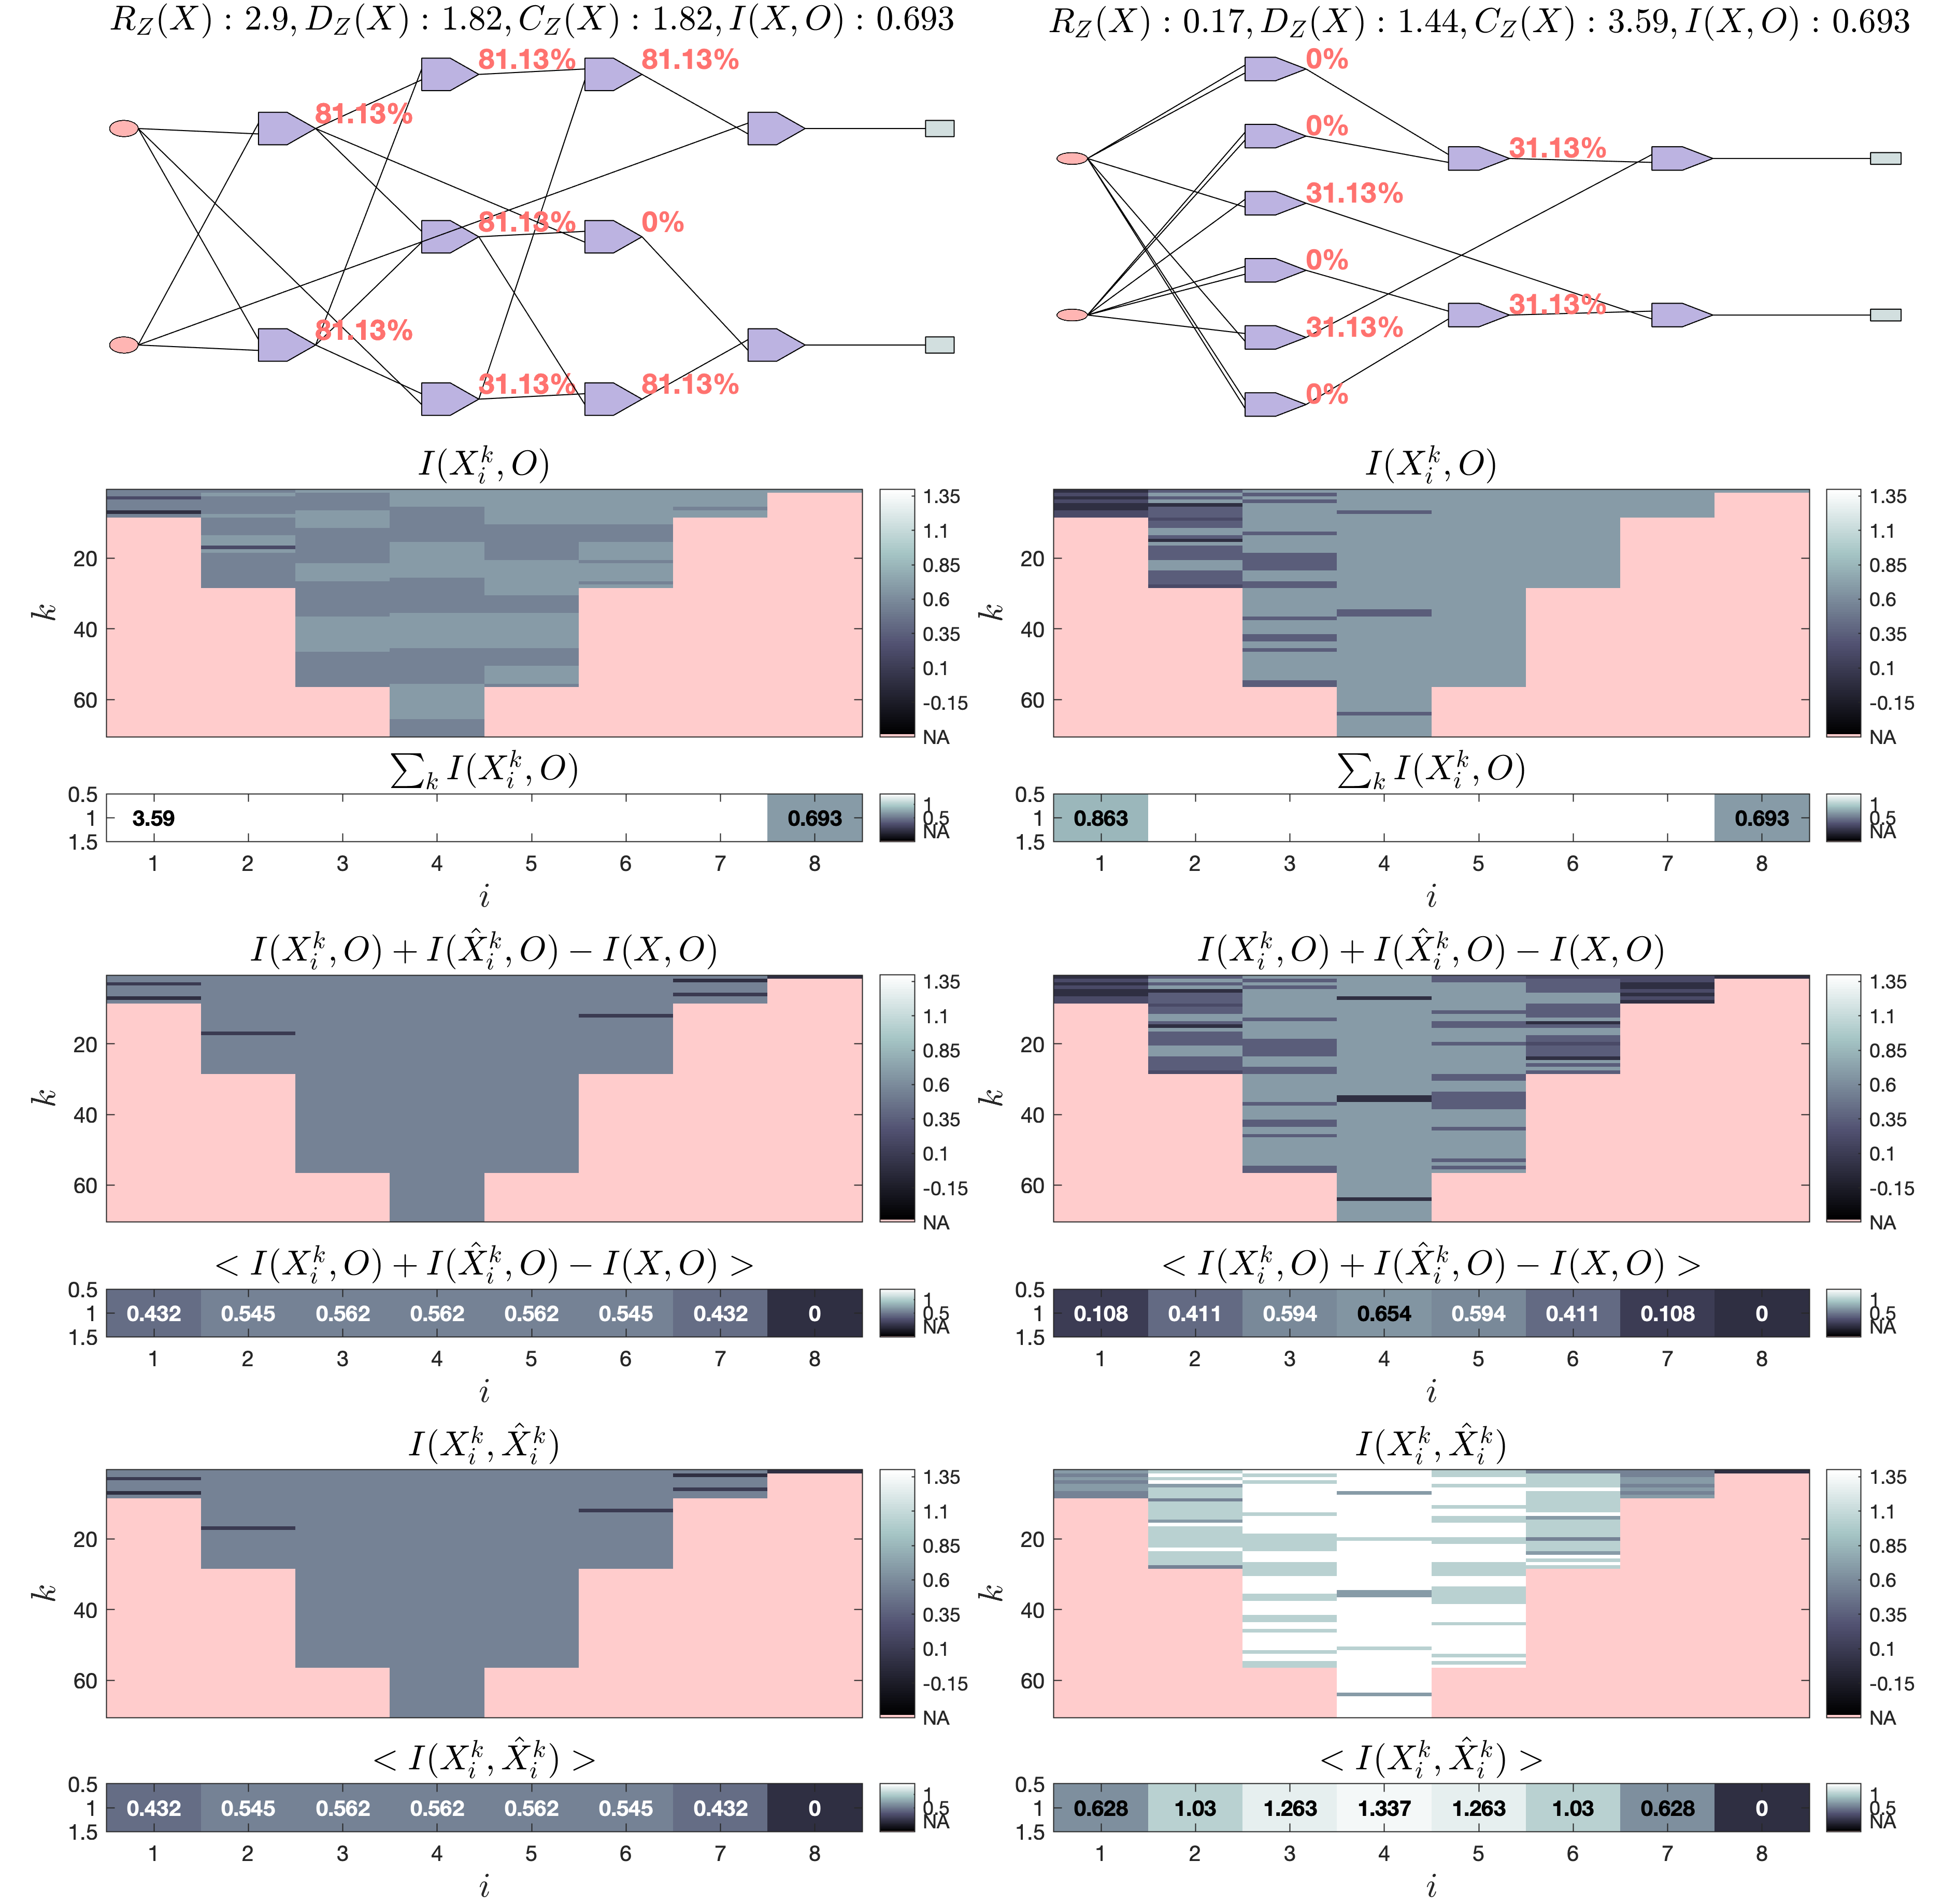 R_Z(X) : 2.9, D_Z(X) : 1.82, C_Z(X) : 1.82, I(X, O) : 0.693
81.13%
81.13%
81.13%
81.13%
0%
81.13%
31.13%
81.13%
I(X_i^k, O)
k
20
40
60
1.35
1.1
0.85
0.6
0.35
0.1
-0.15
NA
∑_k I(X_i^k, O)
0.5
1
1.5
3.59
0.693
1
0.5
NA
1 2 3 4 5 6 7 8
i
I(X_i^k, O) + I(X̂_i^k, O) − I(X, O)
k
20
40
60
1.35
1.1
0.85
0.6
0.35
0.1
-0.15
NA
< I(X_i^k, O) + I(X̂_i^k, O) − I(X, O) >
0.5
1
1.5
0.432 0.545 0.562 0.562 0.562 0.545 0.432 0
1
0.5
NA
1 2 3 4 5 6 7 8
i
I(X_i^k, X̂_i^k)
k
20
40
60
1.35
1.1
0.85
0.6
0.35
0.1
-0.15
NA
< I(X_i^k, X̂_i^k) >
0.5
1
1.5
0.432 0.545 0.562 0.562 0.562 0.545 0.432 0
1
0.5
NA
1 2 3 4 5 6 7 8
i
R_Z(X) : 0.17, D_Z(X) : 1.44, C_Z(X) : 3.59, I(X, O) : 0.693
0%
0%
31.13%
31.13%
0%
31.13%
31.13%
0%
I(X_i^k, O)
k
20
40
60
1.35
1.1
0.85
0.6
0.35
0.1
-0.15
NA
∑_k I(X_i^k, O)
0.5
1
1.5
0.863
0.693
1
0.5
NA
1 2 3 4 5 6 7 8
i
I(X_i^k, O) + I(X̂_i^k, O) − I(X, O)
k
20
40
60
1.35
1.1
0.85
0.6
0.35
0.1
-0.15
NA
< I(X_i^k, O) + I(X̂_i^k, O) − I(X, O) >
0.5
1
1.5
0.108 0.411 0.594 0.654 0.594 0.411 0.108 0
1
0.5
NA
1 2 3 4 5 6 7 8
i
I(X_i^k, X̂_i^k)
k
20
40
60
1.35
1.1
0.85
0.6
0.35
0.1
-0.15
NA
< I(X_i^k, X̂_i^k) >
0.5
1
1.5
0.628 1.03 1.263 1.337 1.263 1.03 0.628 0
1
0.5
NA
1 2 3 4 5 6 7 8
i